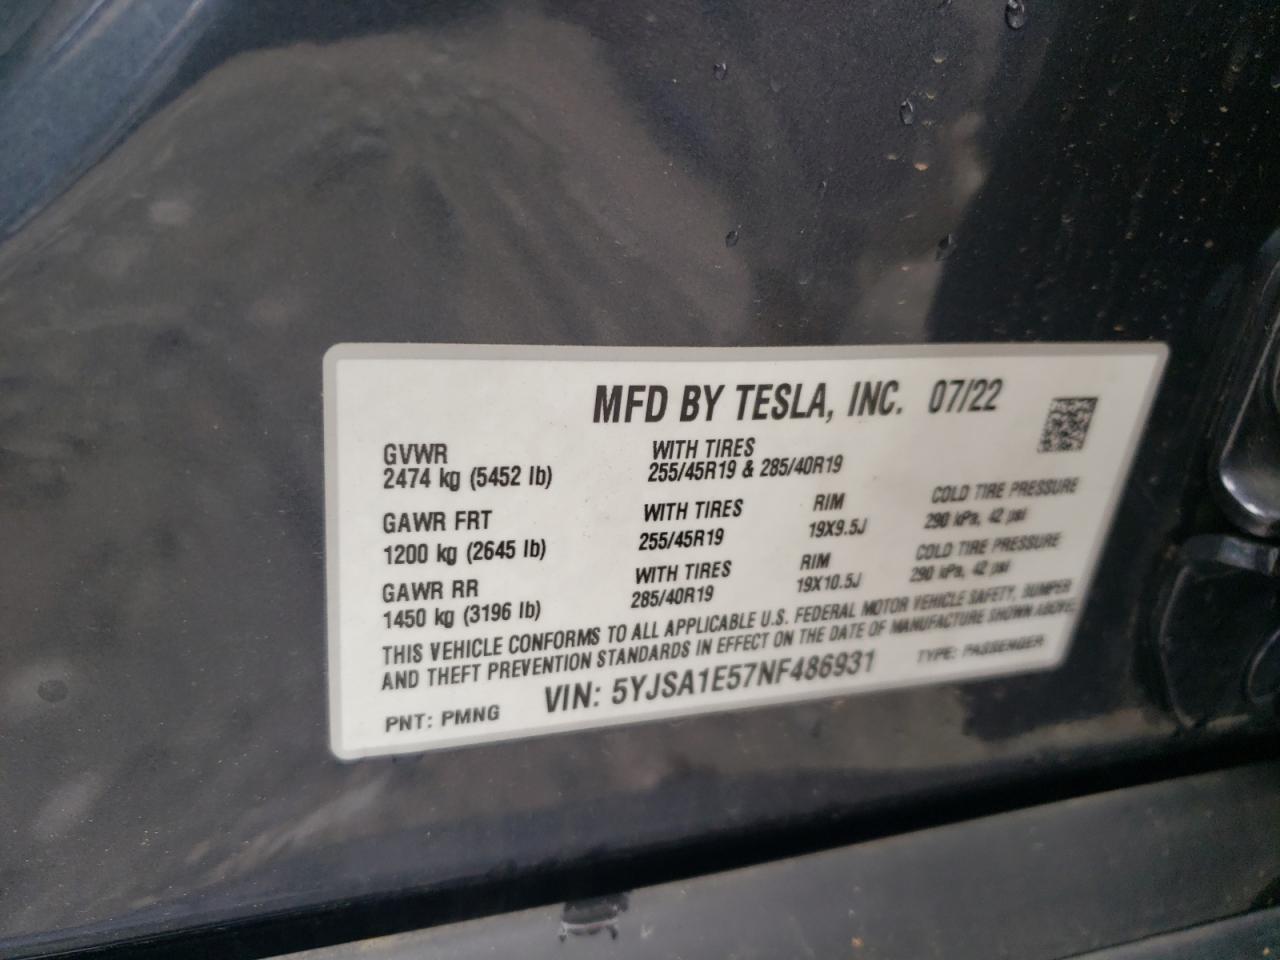 MFD BY TESLA, INC. 07/22
GVWR WITH TIRES
2474 kg (5452 lb) 255/45R19 & 285/40R19
GAWR FRT WITH TIRES RIM COLD TIRE PRESSURE
1200 kg (2645 lb) 255/45R19 19X9.5J 290 kPa, 42 psi
GAWR RR WITH TIRES RIM COLD TIRE PRESSURE
1450 kg (3196 lb) 285/40R19 19X10.5J 290 kPa, 42 psi
THIS VEHICLE CONFORMS TO ALL APPLICABLE U.S. FEDERAL MOTOR VEHICLE SAFETY, BUMPER
AND THEFT PREVENTION STANDARDS IN EFFECT ON THE DATE OF MANUFACTURE SHOWN ABOVE.
PNT: PMNG VIN: 5YJSA1E57NF486931 TYPE: PASSENGER